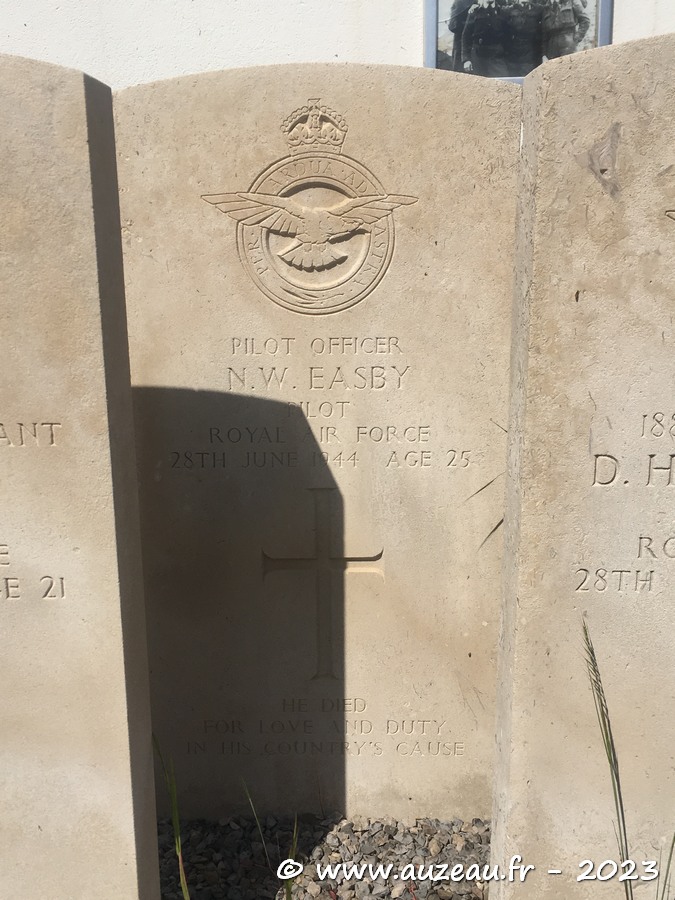 PER · ARDUA · AD ASTRA
PILOT OFFICER
N.W. EASBY
PILOT
ROYAL AIR FORCE
28TH JUNE 1944 AGE 25
HE DIED
FOR LOVE AND DUTY
IN HIS COUNTRY'S CAUSE
ANT
E
E 21
188
D. H
RO
28TH
© www.auzeau.fr - 2023